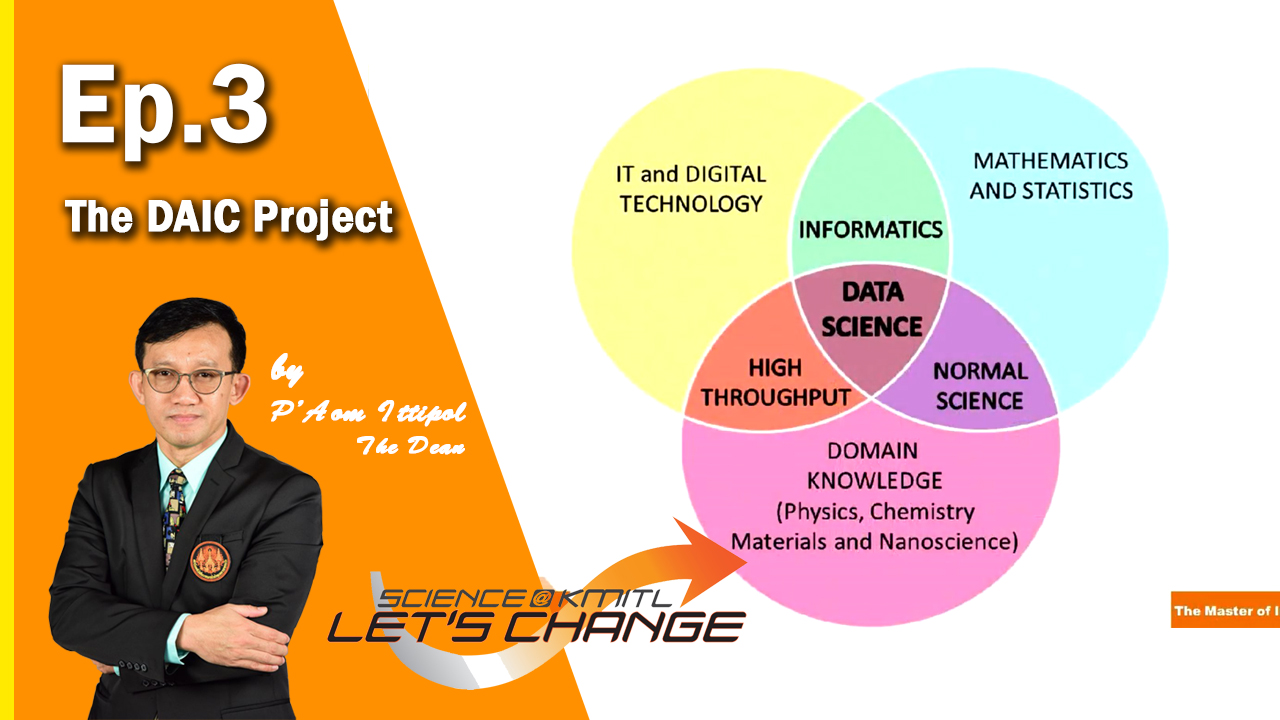 Ep.3
The DAIC Project
by
P'Aom Ittipol
The Dean
SCIENCE@KMITL
LET'S CHANGE
IT and DIGITAL
TECHNOLOGY
MATHEMATICS
AND STATISTICS
INFORMATICS
DATA
SCIENCE
HIGH
THROUGHPUT
NORMAL
SCIENCE
DOMAIN
KNOWLEDGE
(Physics, Chemistry
Materials and Nanoscience)
The Master of I